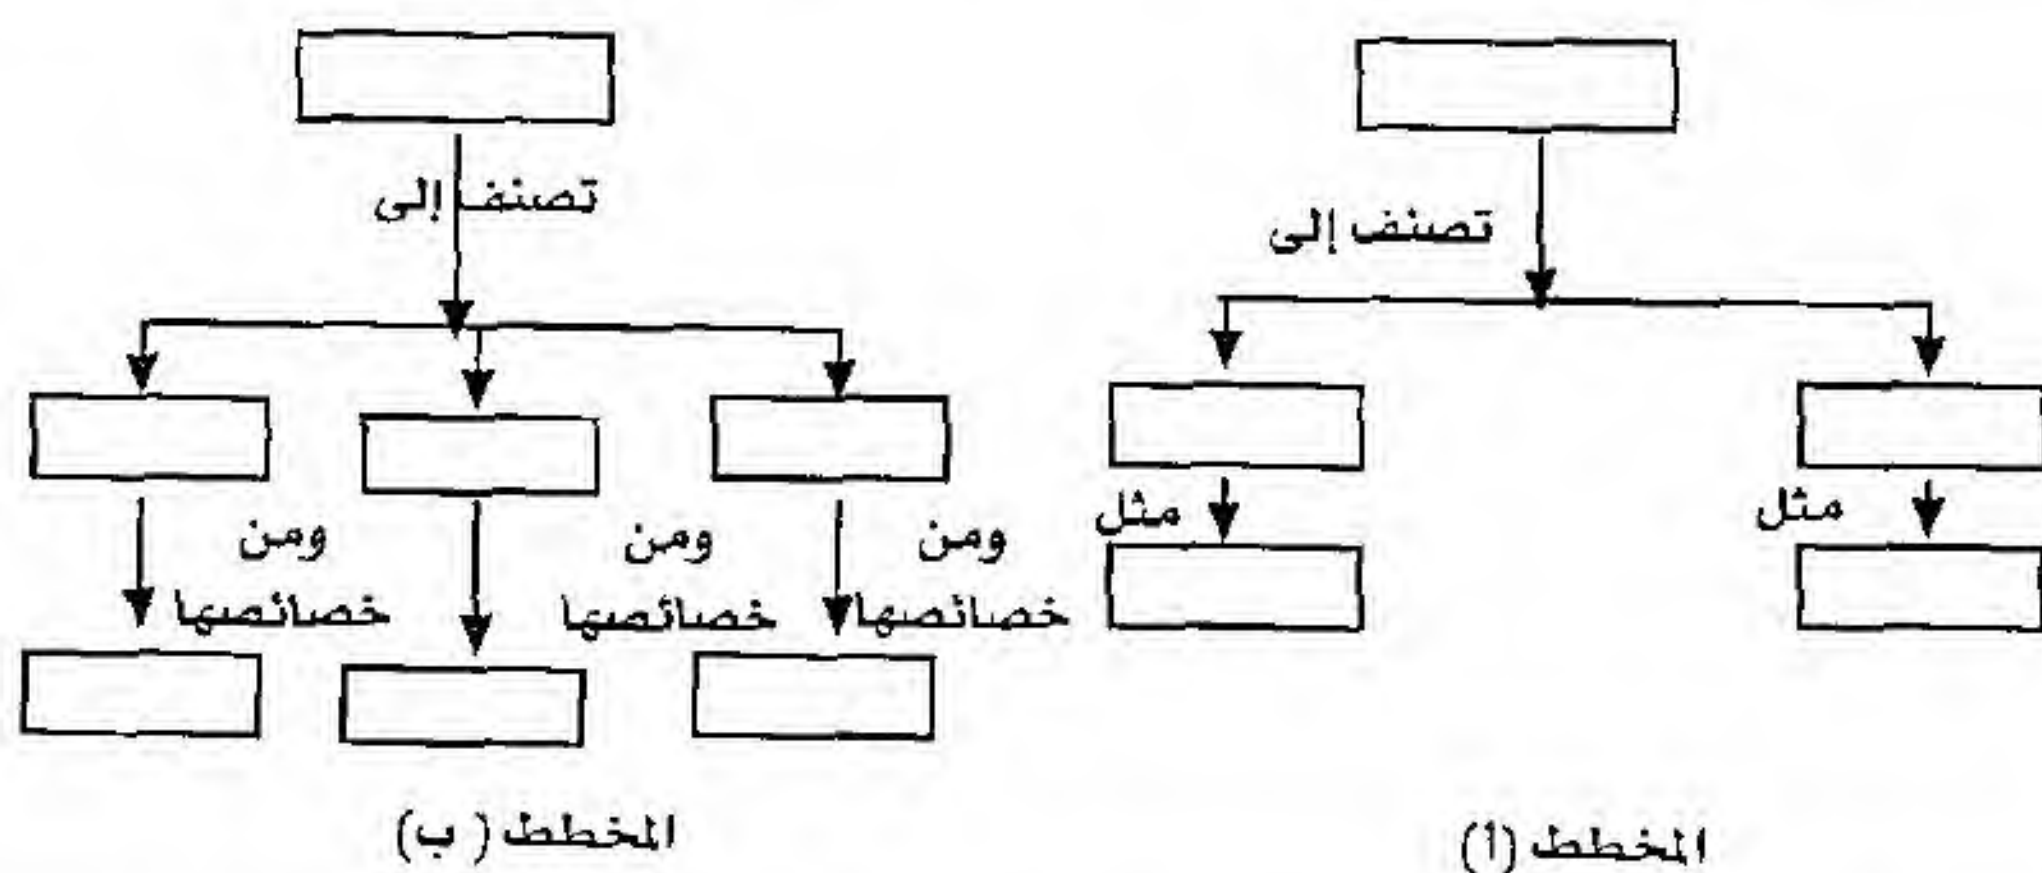 تصنف إلى
مثل
مثل
المخطط (أ)
تصنف إلى
ومن
خصائصها
ومن
خصائصها
ومن
خصائصها
المخطط (ب)